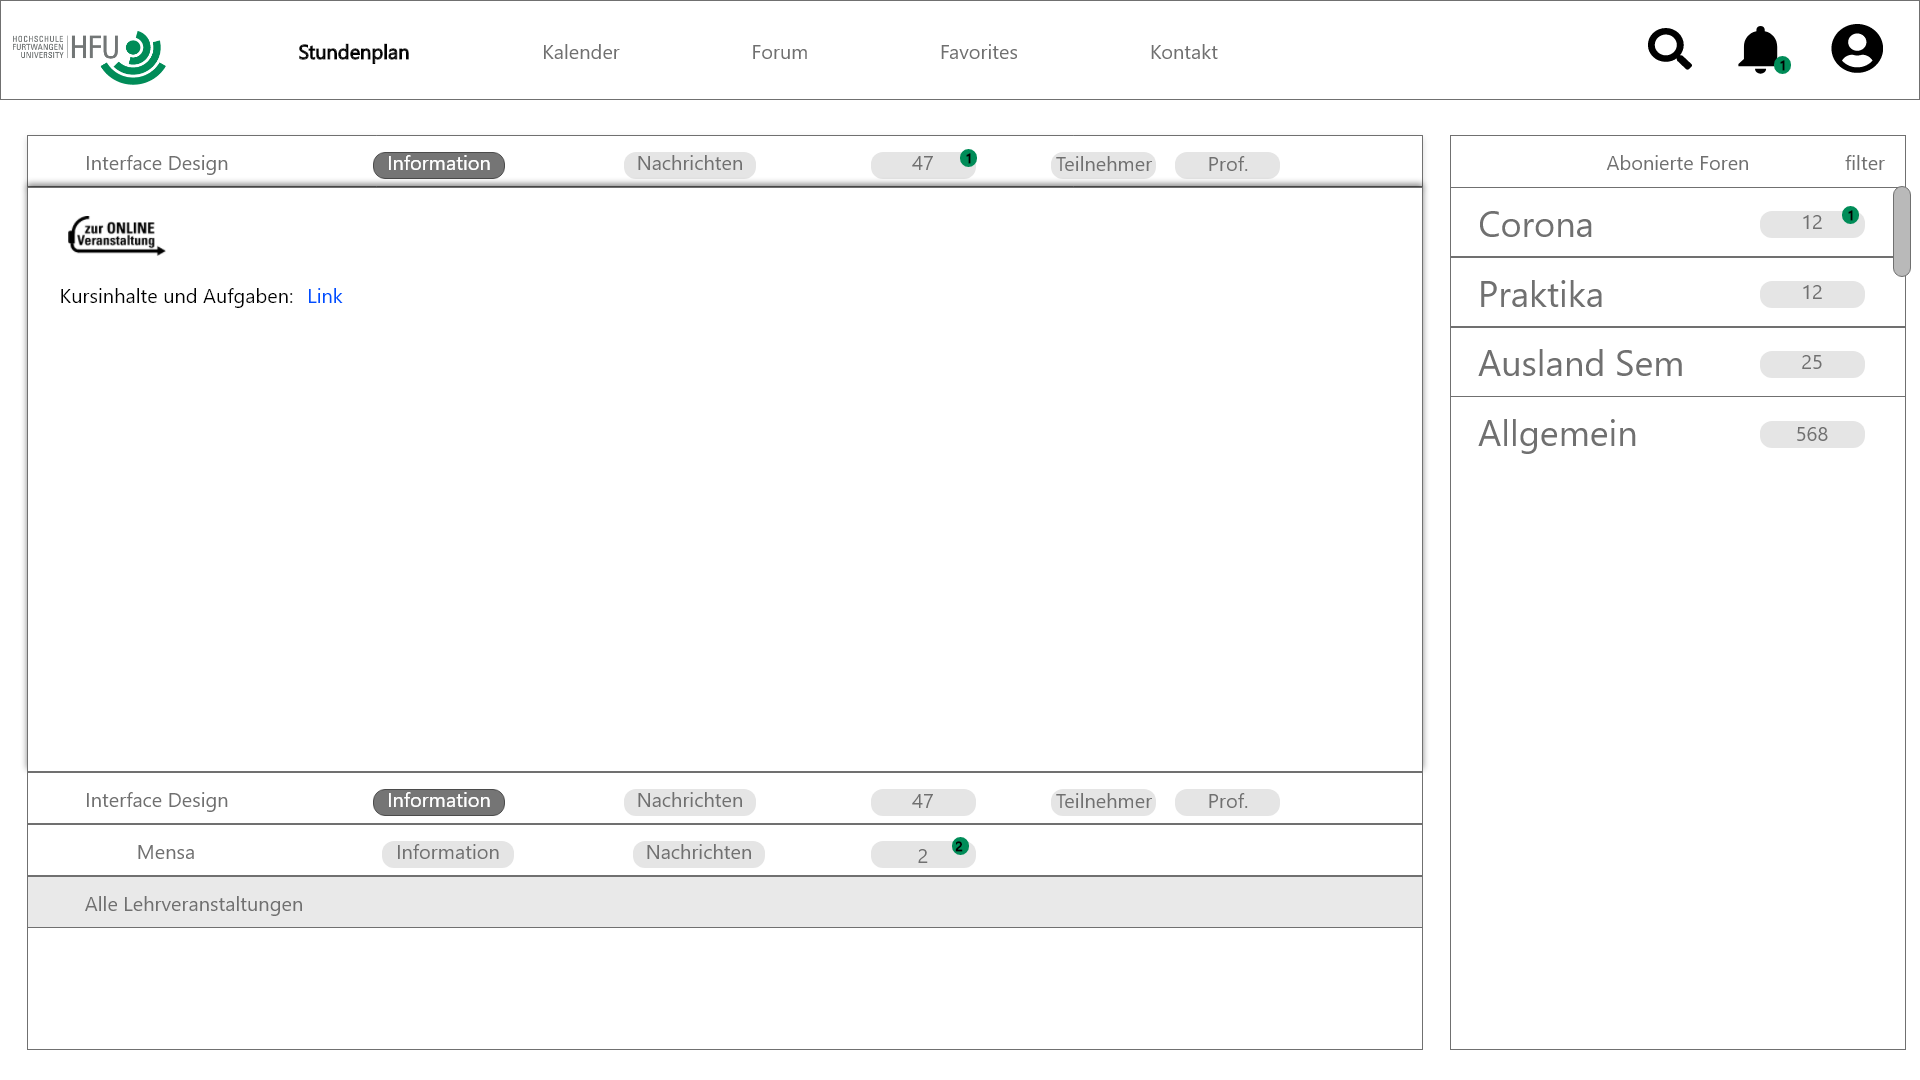 HOCHSCHULE
FURTWANGEN
UNIVERSITY
HFU
Stundenplan
Kalender
Forum
Favorites
Kontakt
1
Interface Design
Information
Nachrichten
47
1
Teilnehmer
Prof.
zur ONLINE
Veranstaltung
Kursinhalte und Aufgaben: Link
Interface Design
Information
Nachrichten
47
Teilnehmer
Prof.
Mensa
Information
Nachrichten
2
2
Alle Lehrveranstaltungen
Abonierte Foren
filter
Corona
12
1
Praktika
12
Ausland Sem
25
Allgemein
568